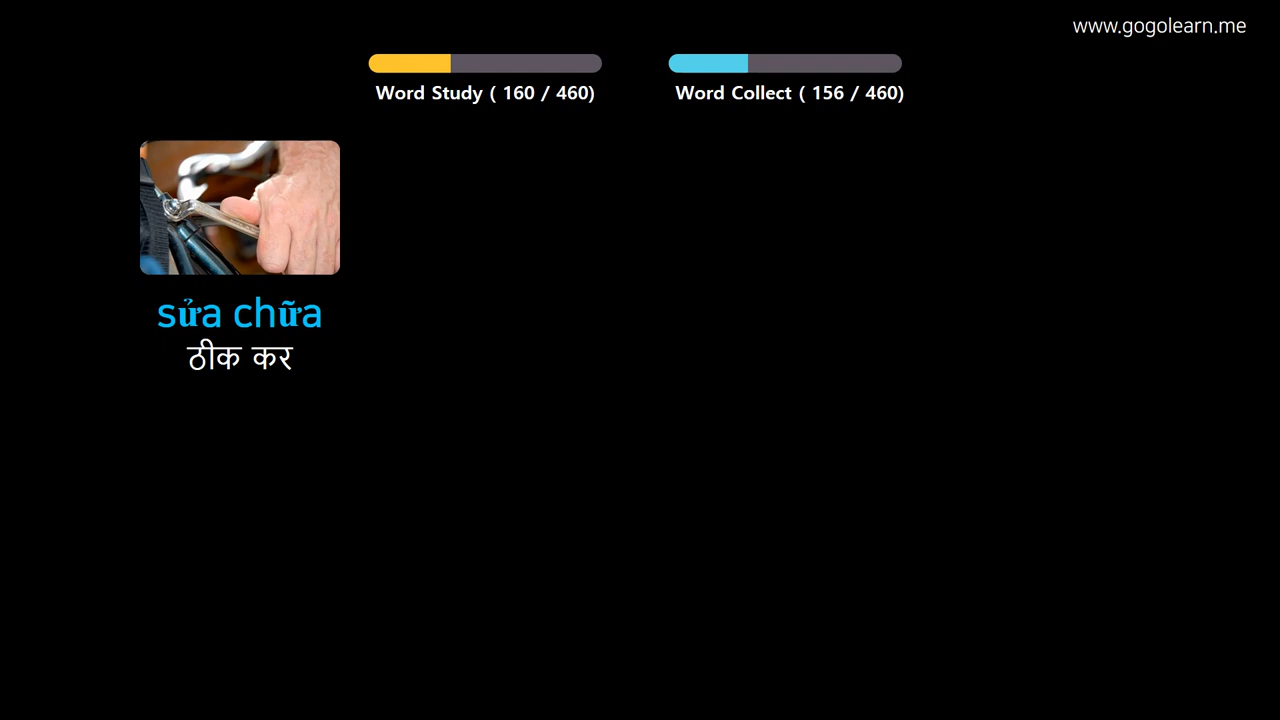 www.gogolearn.me
Word Study ( 160 / 460)
Word Collect ( 156 / 460)
sửa chữa
ठीक कर